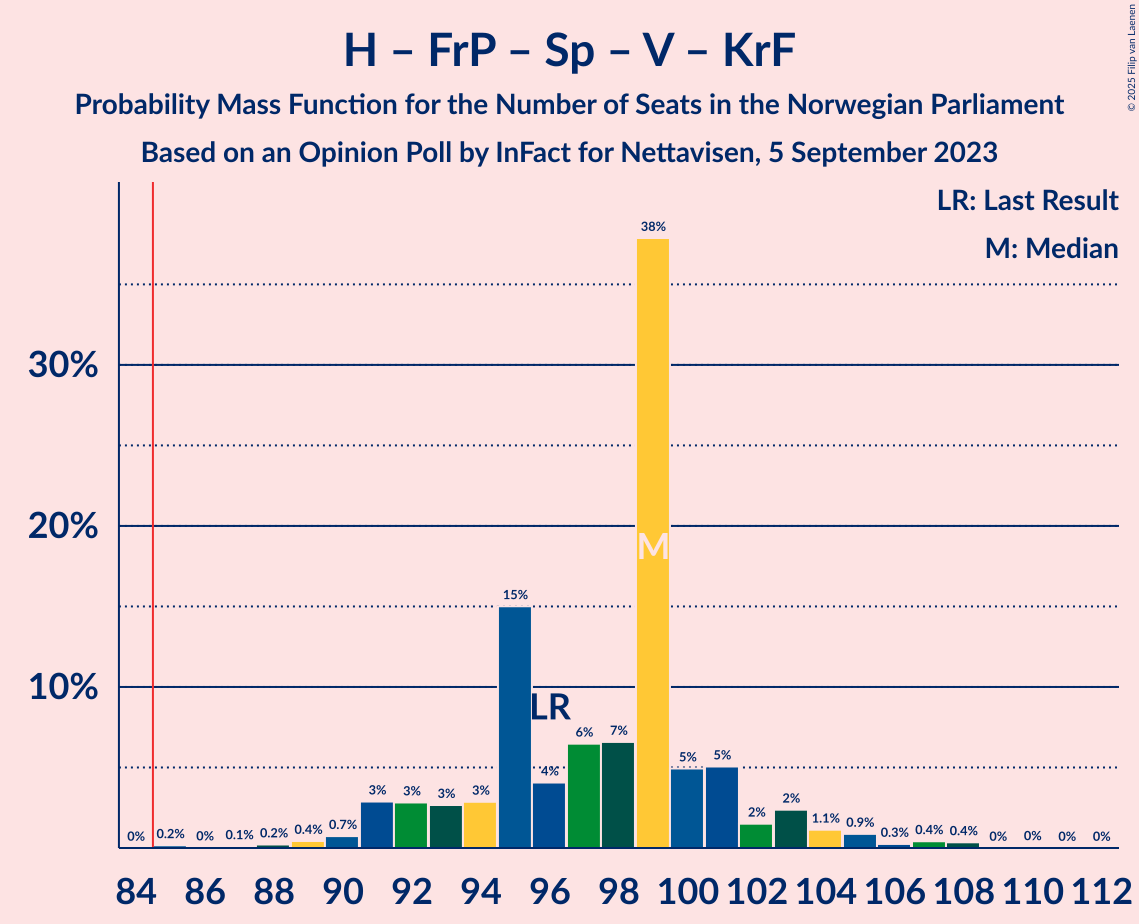 H – FrP – Sp – V – KrF
Probability Mass Function for the Number of Seats in the Norwegian Parliament
Based on an Opinion Poll by InFact for Nettavisen, 5 September 2023
© 2025 Filip van Laenen
LR: Last Result
M: Median
30%
20%
10%
0% 0.2% 0% 0.1% 0.2% 0.4% 0.7% 3% 3% 3% 3% 15% 4% 6% 7% 38% 5% 5% 2% 2% 1.1% 0.9% 0.3% 0.4% 0.4% 0% 0% 0% 0%
LR
M
84 86 88 90 92 94 96 98 100 102 104 106 108 110 112